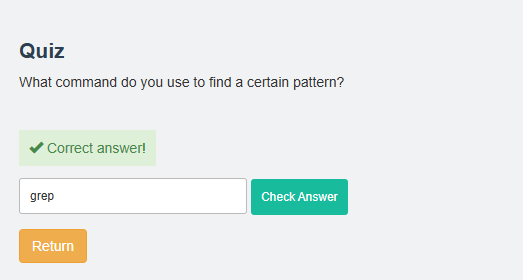 Quiz
What command do you use to find a certain pattern?
✔ Correct answer!
grep
Check Answer
Return